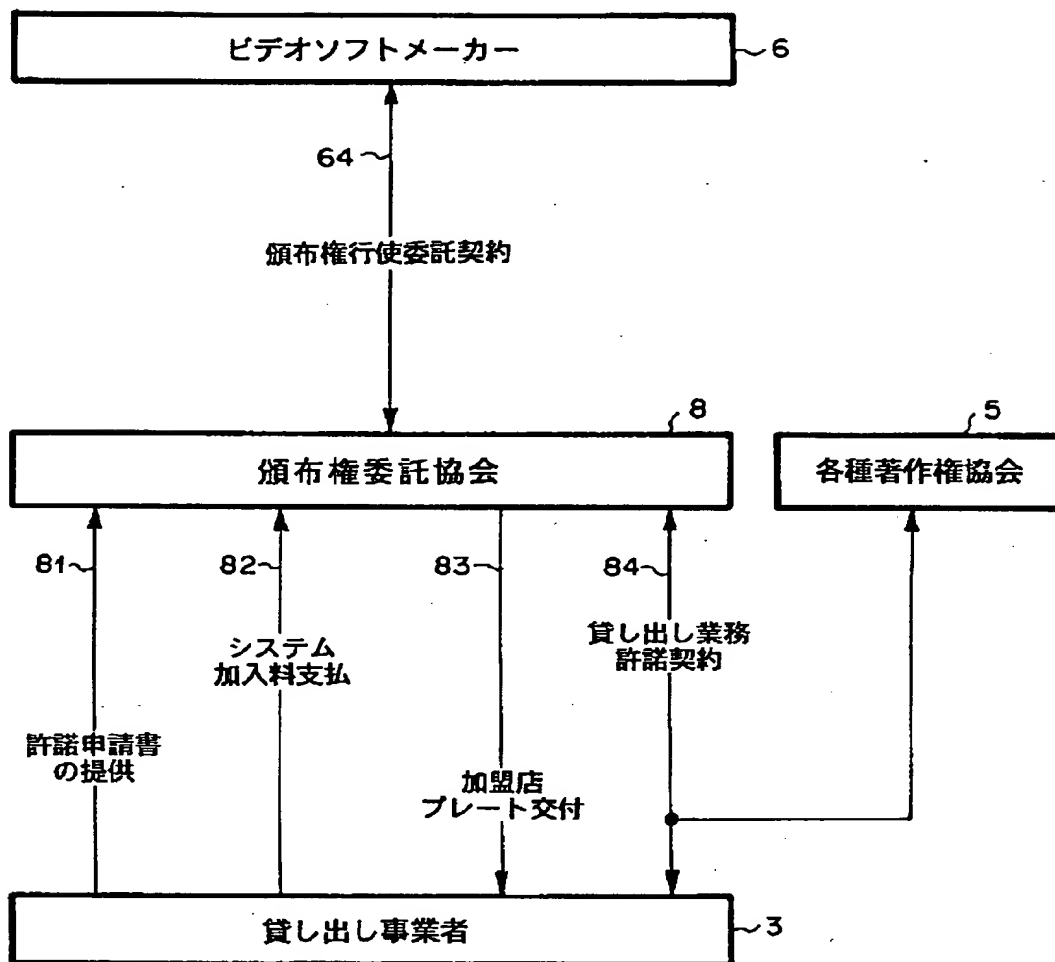 ビデオソフトメーカー
6
64
頒布権行使委託契約
8
5
頒布権委託協会
各種著作権協会
81
82
83
84
貸し出し業務
許諾契約
システム
加入料支払
許諾申請書
の提供
加盟店
プレート交付
貸し出し事業者
3